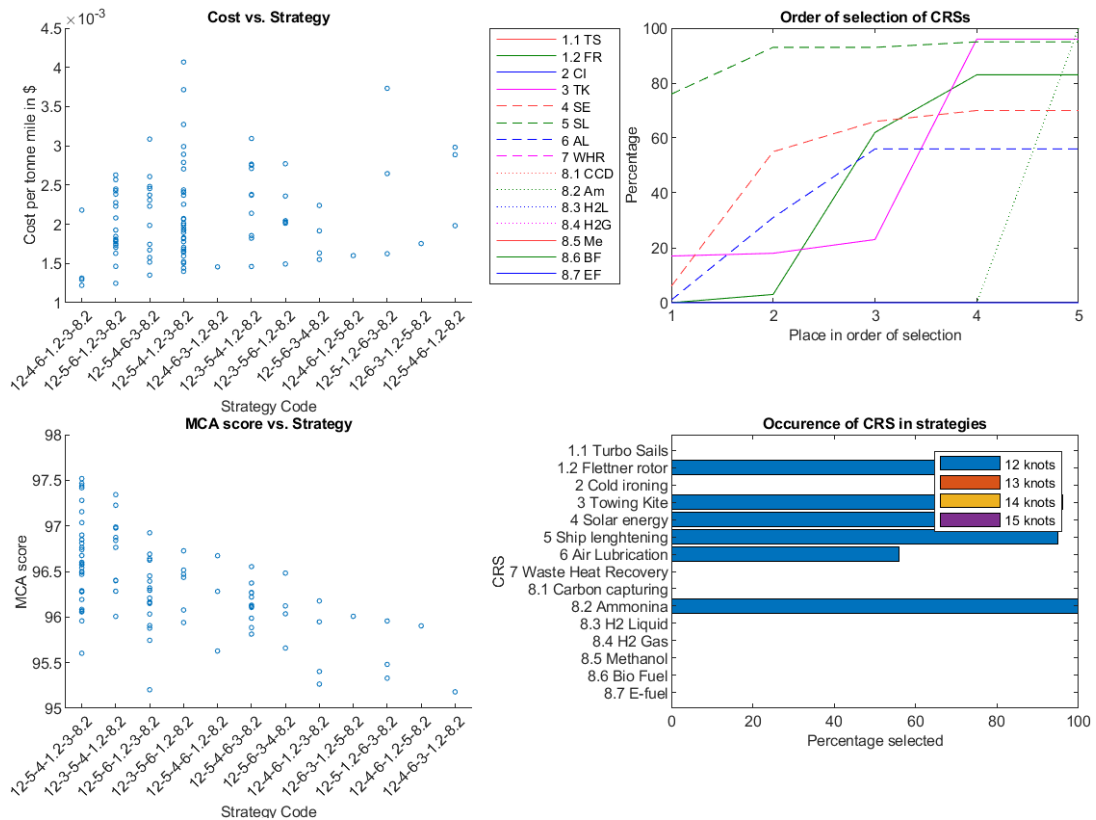 Cost vs. Strategy
×10⁻³
4.5
4
3.5
3
2.5
2
1.5
1
Cost per tonne mile in $
12-4-6-1.2-3-8.2
12-5-6-1.2-3-8.2
12-5-4-6-3-8.2
12-5-4-1.2-3-8.2
12-4-6-3-1.2-8.2
12-3-5-4-1.2-8.2
12-3-5-6-1.2-8.2
12-5-6-3-4-8.2
12-4-6-1.2-5-8.2
12-5-1.2-6-3-8.2
12-6-3-1.2-5-8.2
12-5-4-6-1.2-8.2
Strategy Code
1.1 TS
1.2 FR
2 CI
3 TK
4 SE
5 SL
6 AL
7 WHR
8.1 CCD
8.2 Am
8.3 H2L
8.4 H2G
8.5 Me
8.6 BF
8.7 EF
Order of selection of CRSs
100
80
60
40
20
0
Percentage
1 2 3 4 5
Place in order of selection
MCA score vs. Strategy
98
97.5
97
96.5
96
95.5
95
MCA score
12-5-4-1.2-3-8.2
12-3-5-4-1.2-8.2
12-5-6-1.2-3-8.2
12-3-5-6-1.2-8.2
12-5-4-6-1.2-8.2
12-5-4-6-3-8.2
12-5-6-3-4-8.2
12-4-6-1.2-3-8.2
12-6-3-1.2-5-8.2
12-5-1.2-6-3-8.2
12-4-6-1.2-5-8.2
12-4-6-3-1.2-8.2
Strategy Code
Occurence of CRS in strategies
1.1 Turbo Sails
1.2 Flettner rotor
2 Cold ironing
3 Towing Kite
4 Solar energy
5 Ship lenghtening
6 Air Lubrication
7 Waste Heat Recovery
8.1 Carbon capturing
8.2 Ammonina
8.3 H2 Liquid
8.4 H2 Gas
8.5 Methanol
8.6 Bio Fuel
8.7 E-fuel
CRS
12 knots
13 knots
14 knots
15 knots
0 20 40 60 80 100
Percentage selected